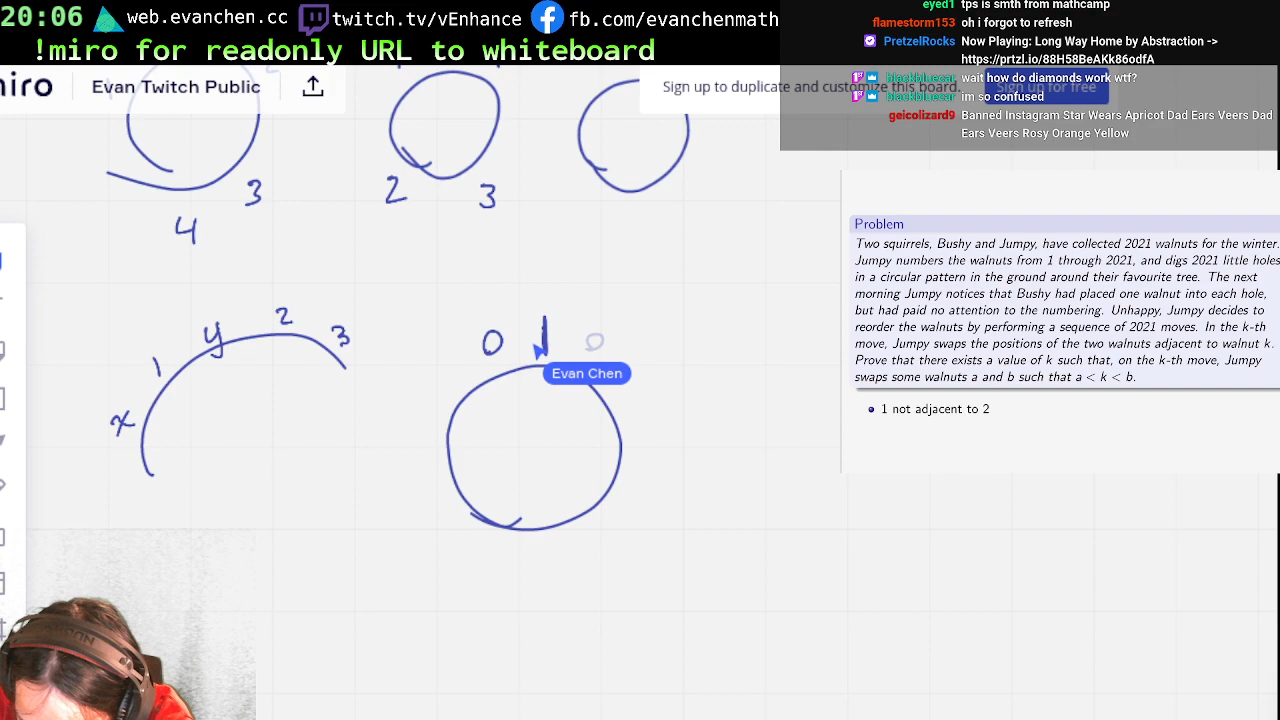 20:06 web.evanchen.cc twitch.tv/vEnhance fb.com/evanchenmath
!miro for readonly URL to whiteboard
eyed1 tps is smth from mathcamp
flamestorm153 oh i forgot to refresh
PretzelRocks Now Playing: Long Way Home by Abstraction ->
https://prtzl.io/88H58BeAKk86odfA
blackbluecar wait how do diamonds work wtf?
blackbluecar im so confused
geicolizard9 Banned Instagram Star Wears Apricot Dad Ears Veers Dad
Ears Veers Rosy Orange Yellow
miro Evan Twitch Public
Sign up to duplicate and customize this board.
Sign up for free
2 3
3
4
x 1 y 2 3
0 1 0
Evan Chen
Problem
Two squirrels, Bushy and Jumpy, have collected 2021 walnuts for the winter.
Jumpy numbers the walnuts from 1 through 2021, and digs 2021 little holes
in a circular pattern in the ground around their favourite tree. The next
morning Jumpy notices that Bushy had placed one walnut into each hole,
but had paid no attention to the numbering. Unhappy, Jumpy decides to
reorder the walnuts by performing a sequence of 2021 moves. In the k-th
move, Jumpy swaps the positions of the two walnuts adjacent to walnut k.
Prove that there exists a value of k such that, on the k-th move, Jumpy
swaps some walnuts a and b such that a < k < b.
• 1 not adjacent to 2